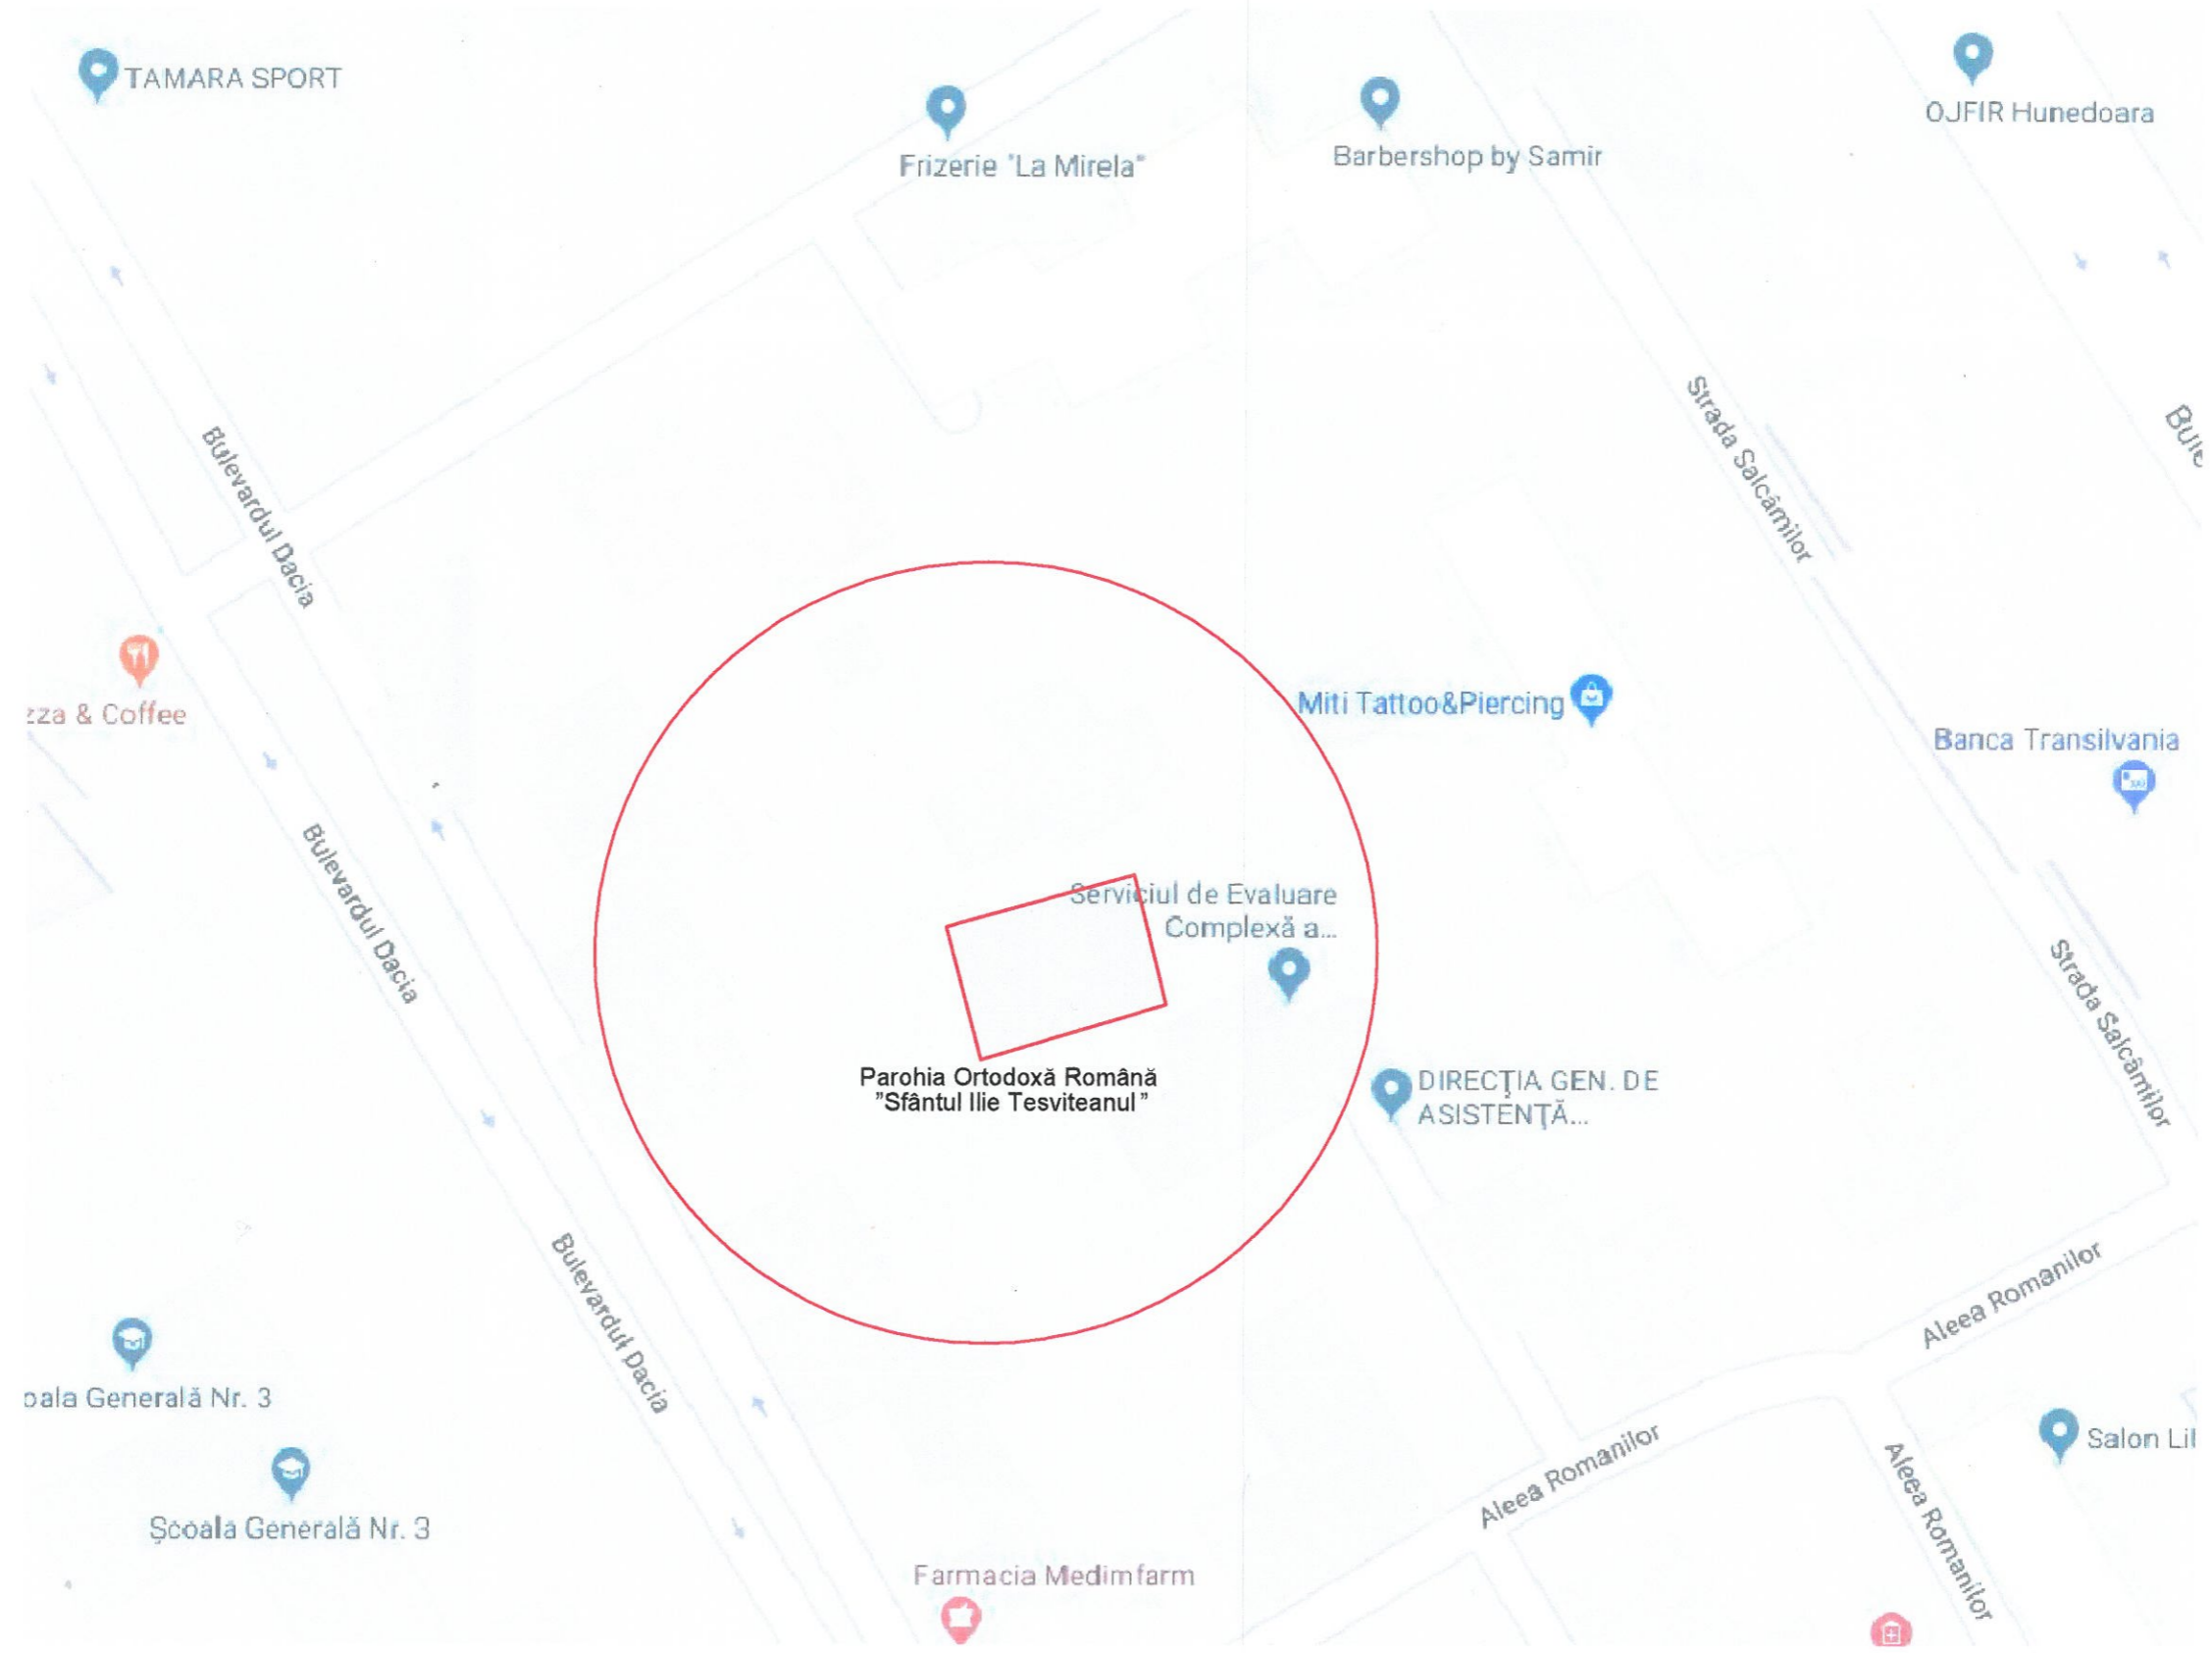 TAMARA SPORT
Frizerie "La Mirela"
Barbershop by Samir
OJFIR Hunedoara
Strada Salcâmilor
Bulevardul Dacia
zza & Coffee
Miti Tattoo&Piercing
Banca Transilvania
Bulevardul Dacia
Serviciul de Evaluare
Complexă a...
Strada Salcâmilor
Parohia Ortodoxă Română
"Sfântul Ilie Tesviteanul"
DIRECŢIA GEN. DE
ASISTENŢĂ...
Bulevardul Dacia
Aleea Romanilor
oala Generală Nr. 3
Aleea Romanilor
Salon Lil
Aleea Romanilor
Școala Generală Nr. 3
Farmacia Medimfarm